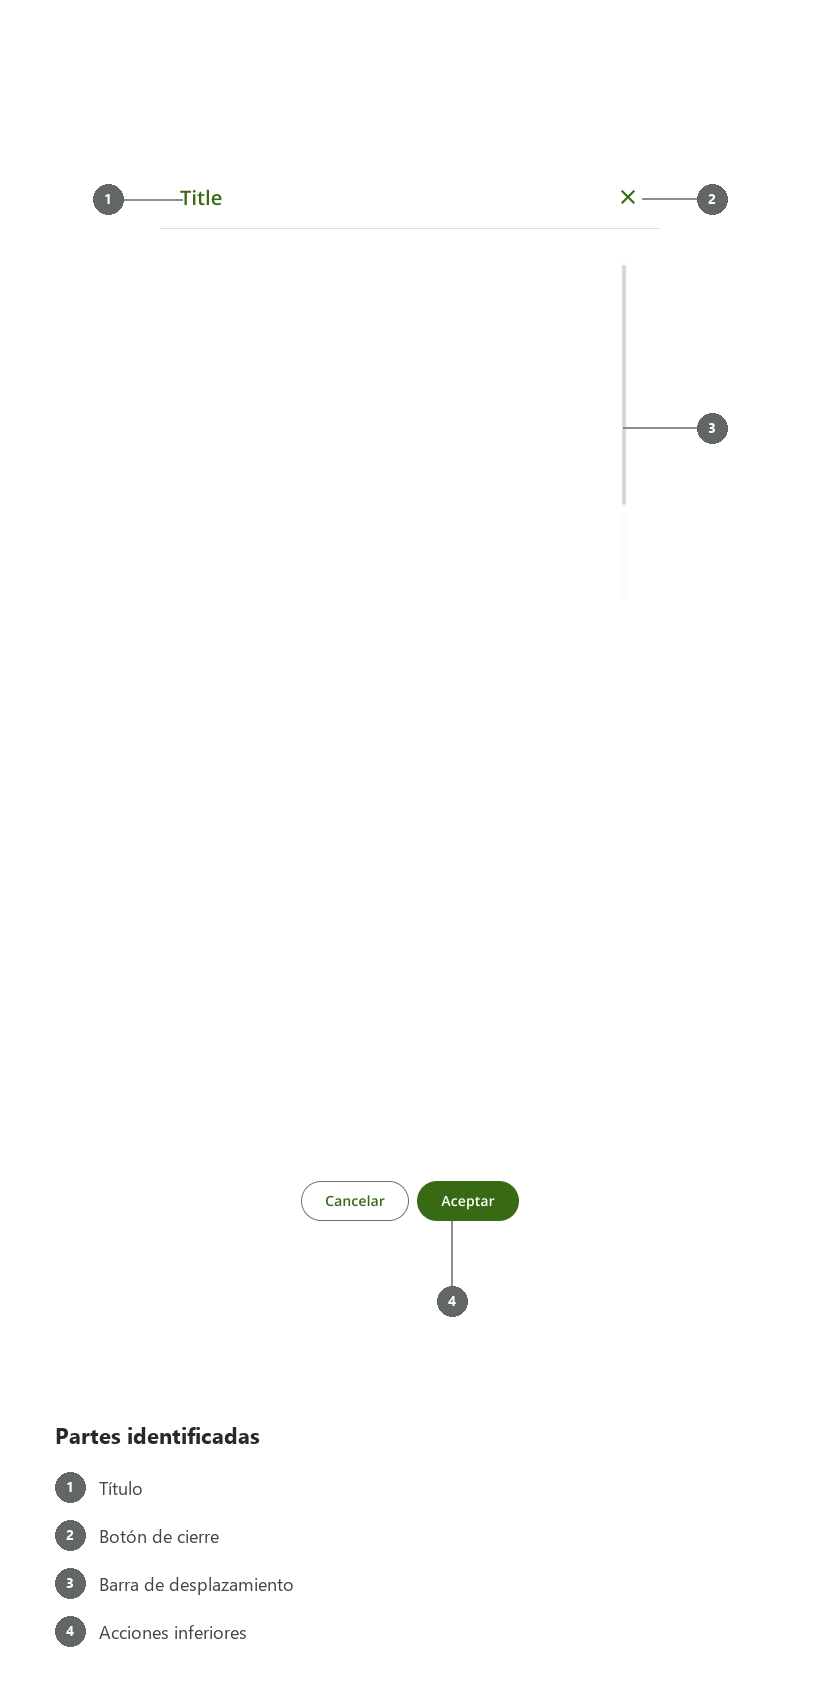 1 Title 2
3
Cancelar Aceptar
4
Partes identificadas
1 Título
2 Botón de cierre
3 Barra de desplazamiento
4 Acciones inferiores